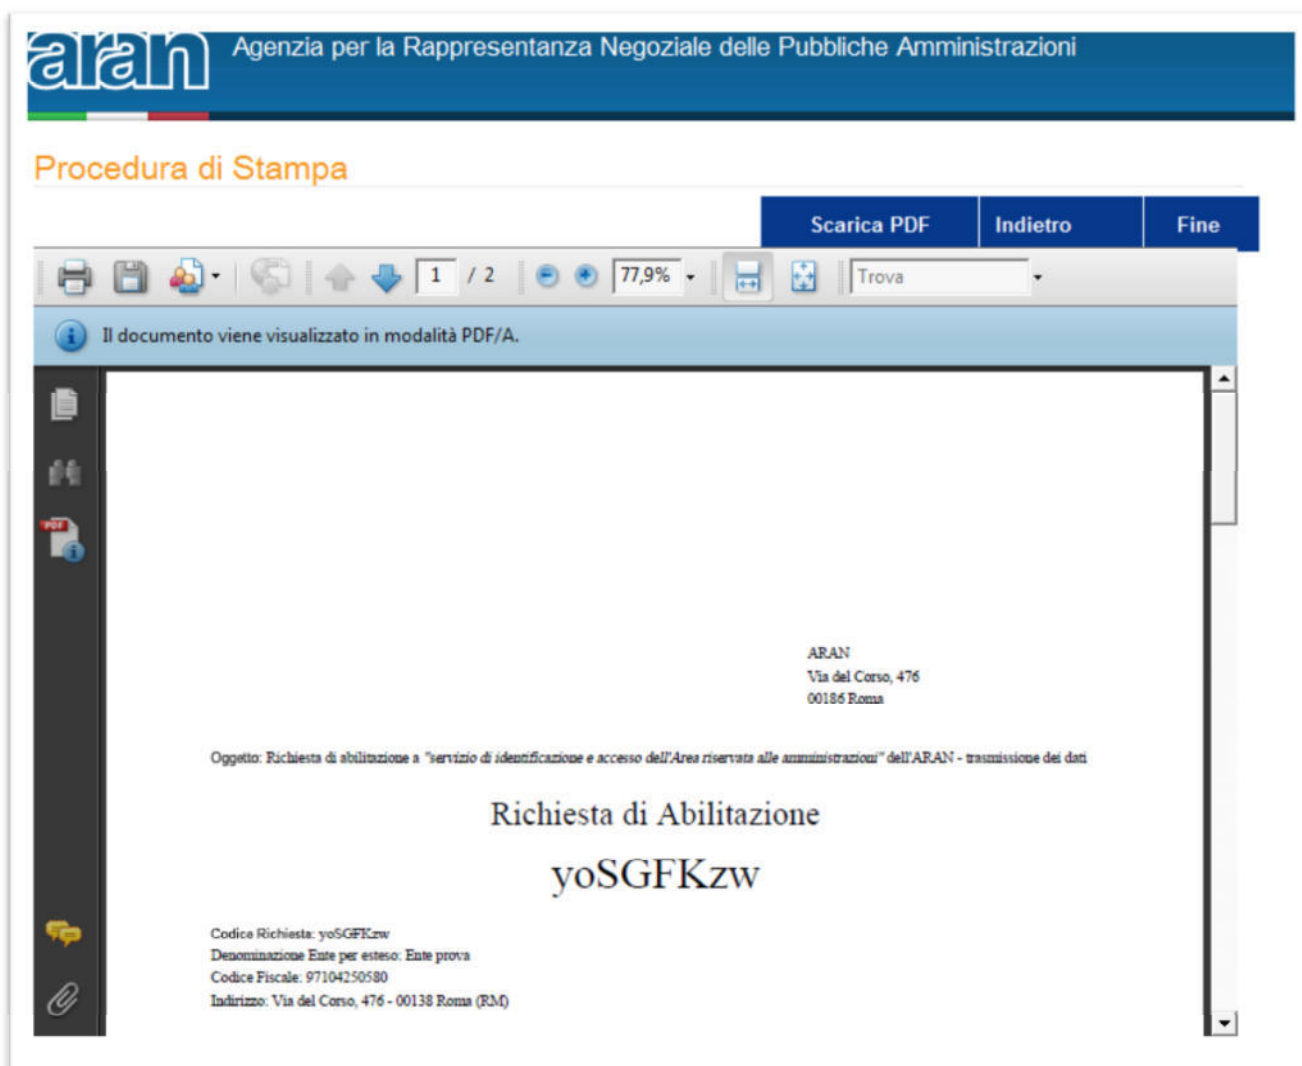 aran
Agenzia per la Rappresentanza Negoziale delle Pubbliche Amministrazioni
Procedura di Stampa
Scarica PDF Indietro Fine
1 / 2 77,9% Trova
Il documento viene visualizzato in modalità PDF/A.
PDF
ARAN
Via del Corso, 476
00186 Roma
Oggetto: Richiesta di abilitazione a "servizio di identificazione e accesso dell'Area riservata alle amministrazioni" dell'ARAN - trasmissione dei dati
Richiesta di Abilitazione
yoSGFKzw
Codice Richiesta: yoSGFKzw
Denominazione Ente per esteso: Ente prova
Codice Fiscale: 97104250580
Indirizzo: Via del Corso, 476 - 00138 Roma (RM)